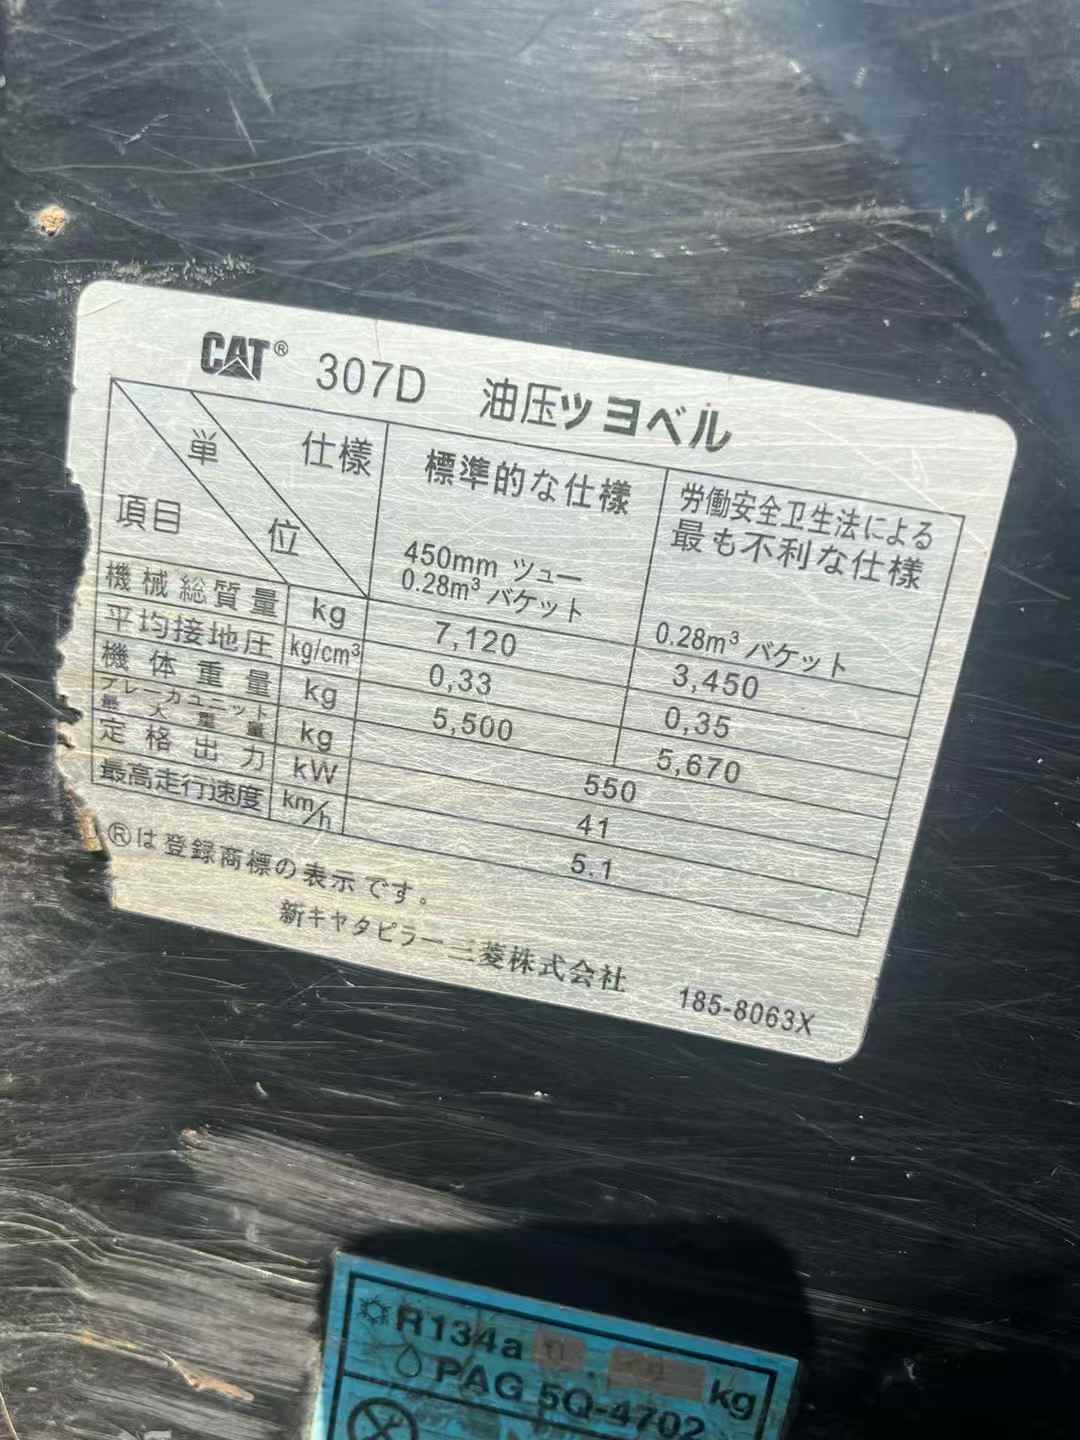 CAT® 307D 油圧ツヨベル
単 仕様
項目 位
標準的な仕様
450mm ツュー
0.28m³ バケット
労働安全卫生法による
最も不利な仕様
0.28m³ バケット
機械総質量 kg 7,120 3,450
平均接地圧 kg/cm³ 0,33 0,35
機体重量 kg 5,500 5,670
ブレーカユニット
最大重量 kg 550
定格出力 kW 41
最高走行速度 km/h 5.1
®は登録商標の表示です。
新キヤタピラー三菱株式会社
185-8063X
R134a kg
PAG 5Q-4702